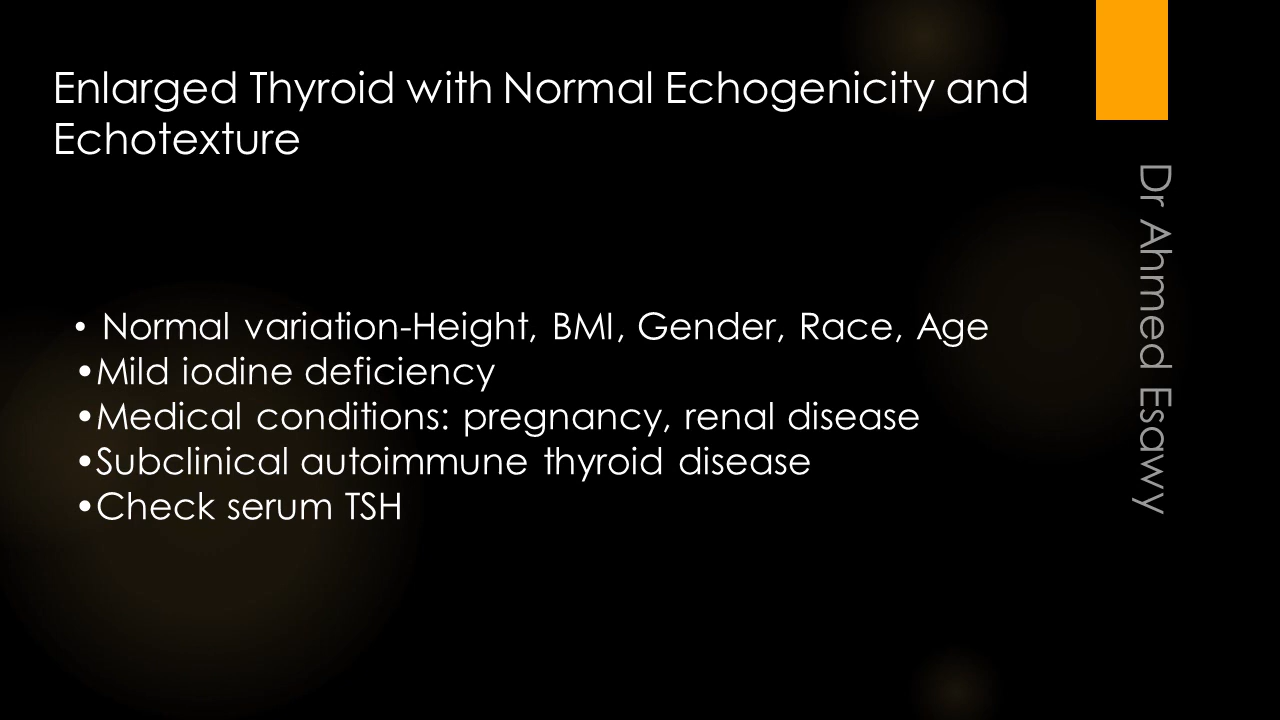 Enlarged Thyroid with Normal Echogenicity and
Echotexture
• Normal variation-Height, BMI, Gender, Race, Age
•Mild iodine deficiency
•Medical conditions: pregnancy, renal disease
•Subclinical autoimmune thyroid disease
•Check serum TSH
Dr Ahmed Esawy